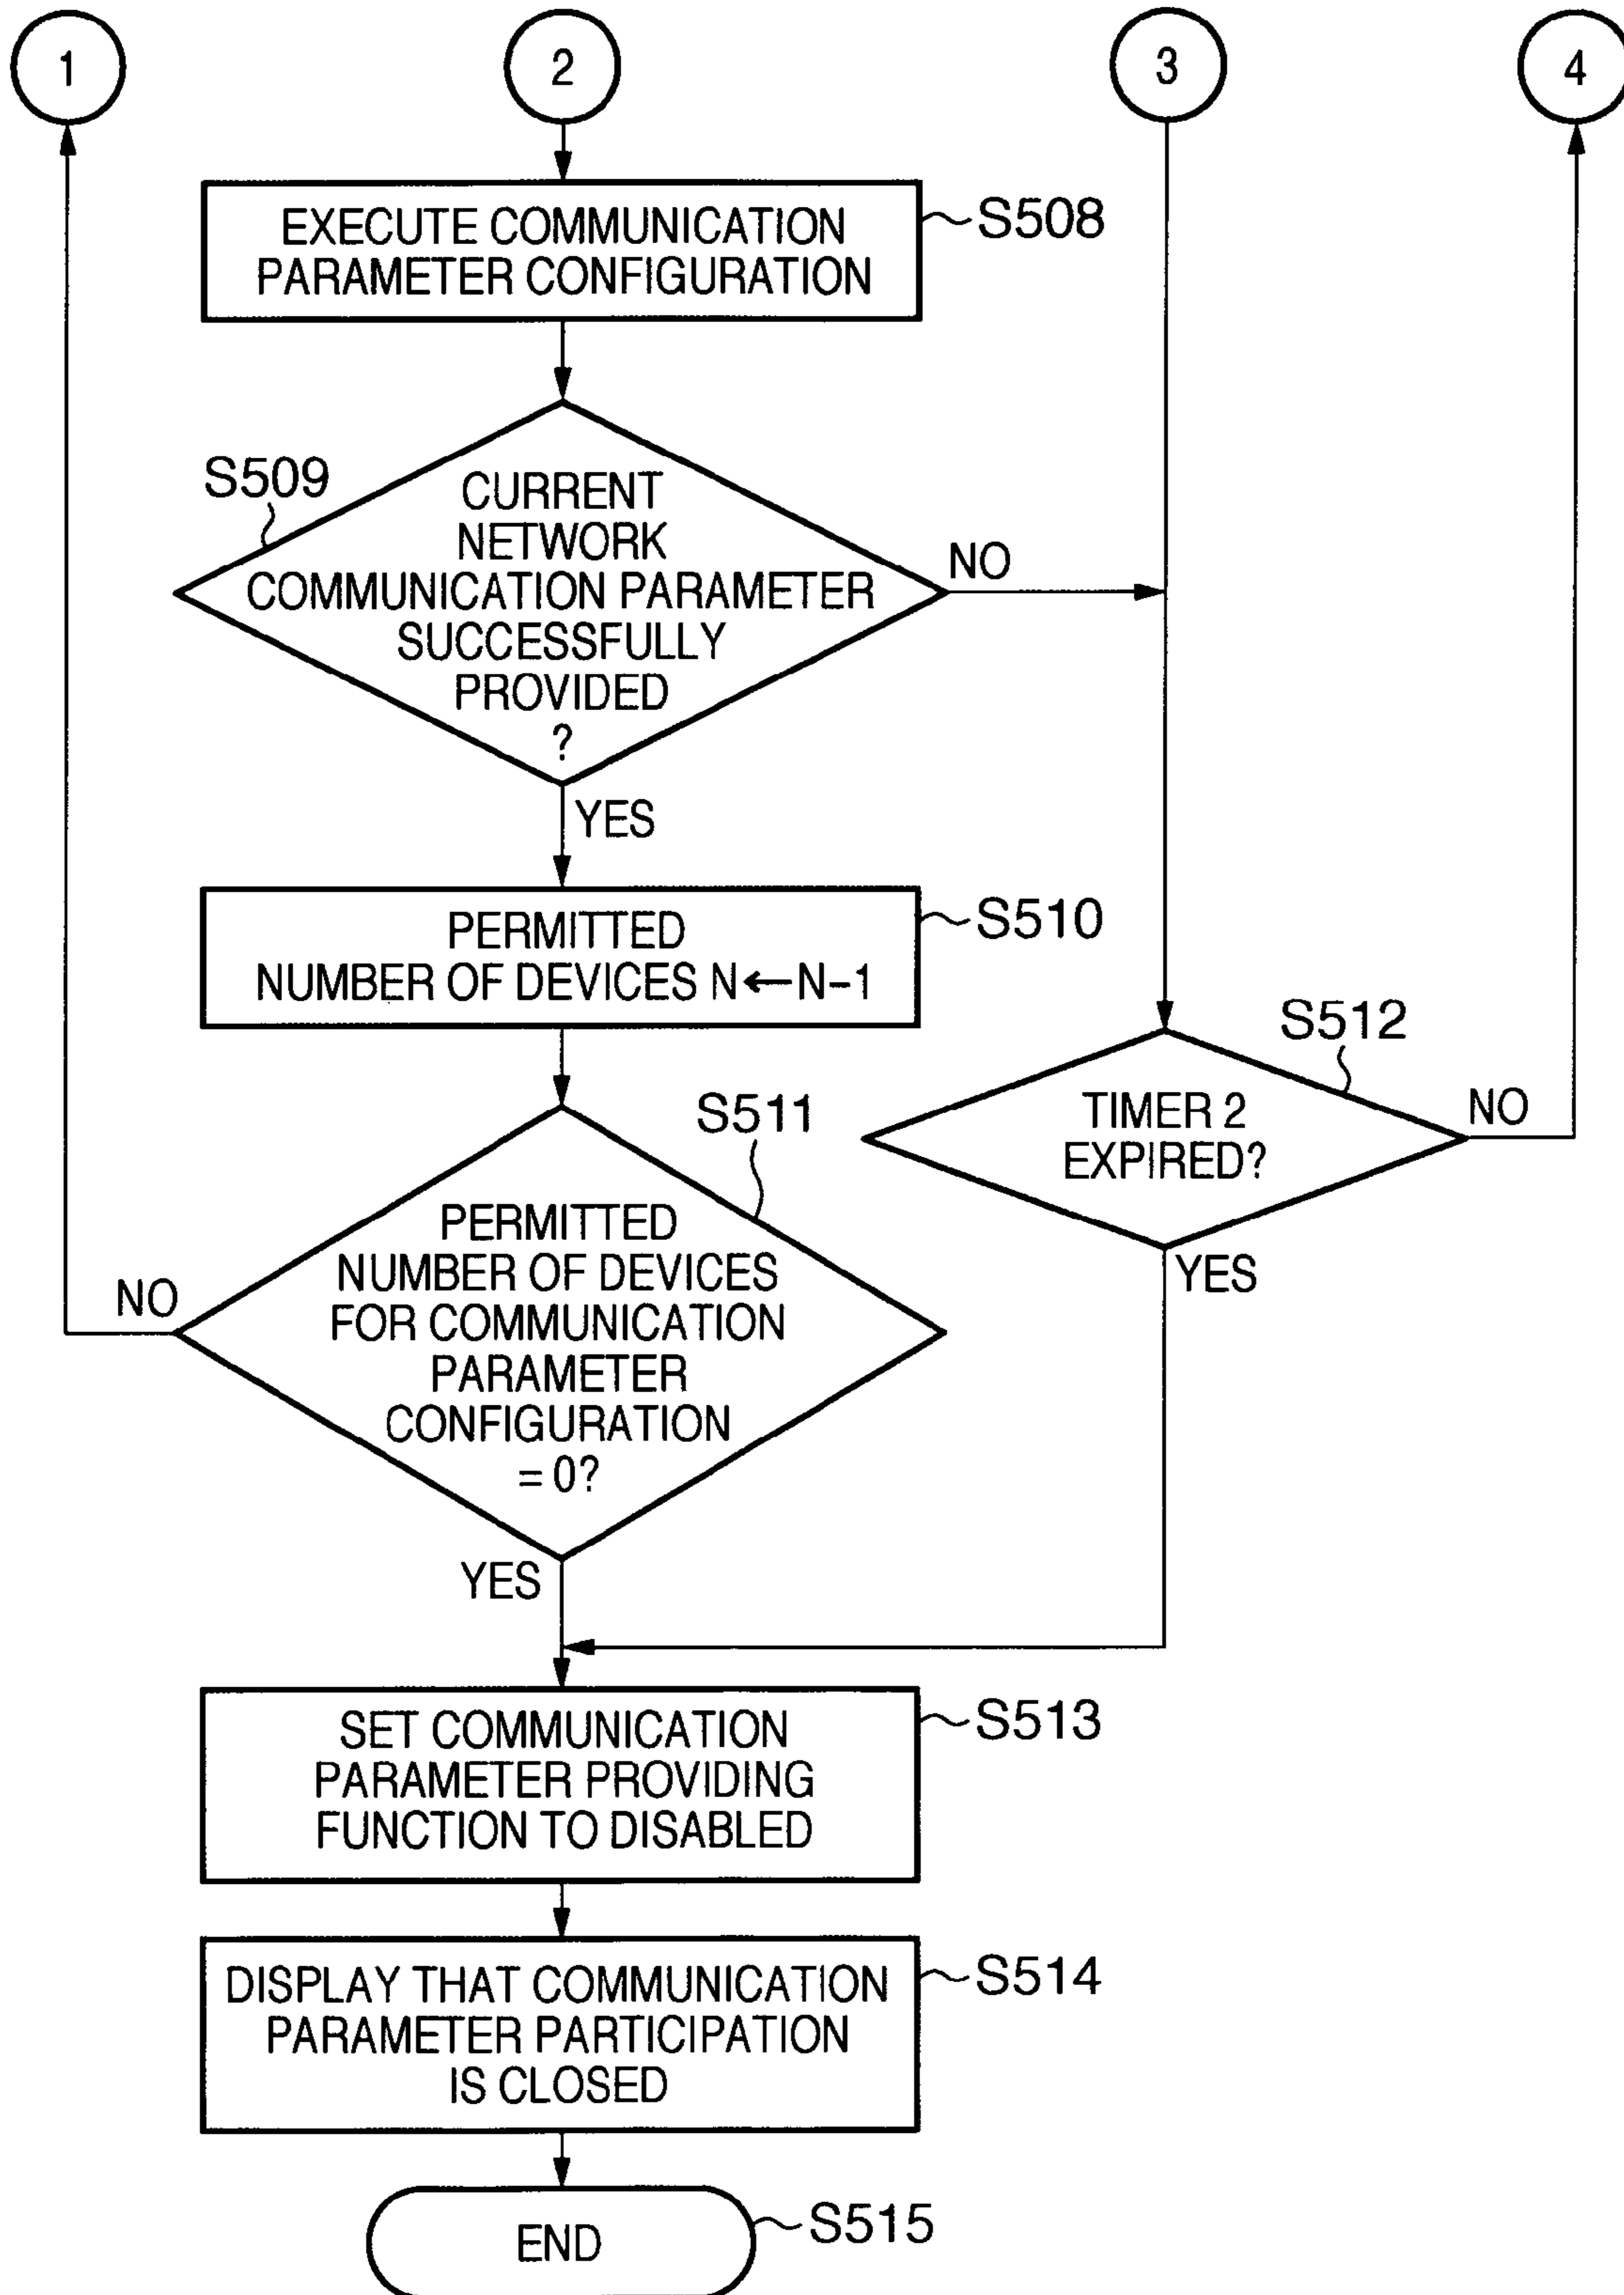 1
2
3
4
EXECUTE COMMUNICATION
PARAMETER CONFIGURATION
S508
S509
CURRENT
NETWORK
COMMUNICATION PARAMETER
SUCCESSFULLY
PROVIDED
?
NO
YES
PERMITTED
NUMBER OF DEVICES N←N−1
S510
S512
TIMER 2
EXPIRED?
NO
YES
S511
PERMITTED
NUMBER OF DEVICES
FOR COMMUNICATION
PARAMETER
CONFIGURATION
= 0?
NO
YES
SET COMMUNICATION
PARAMETER PROVIDING
FUNCTION TO DISABLED
S513
DISPLAY THAT COMMUNICATION
PARAMETER PARTICIPATION
IS CLOSED
S514
END
S515